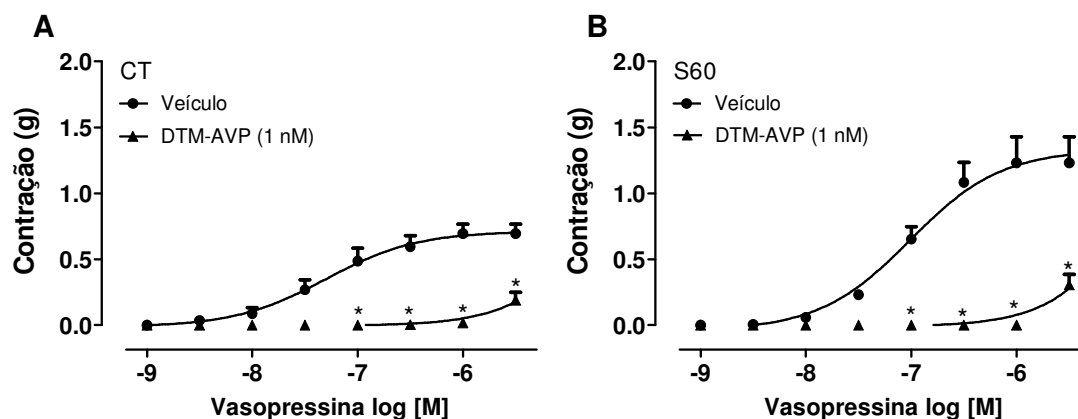 A
CT
Veículo
DTM-AVP (1 nM)
Contração (g)
2.0
1.5
1.0
0.5
0.0
* * * *
-9 -8 -7 -6
Vasopressina log [M]
B
S60
Veículo
DTM-AVP (1 nM)
Contração (g)
2.0
1.5
1.0
0.5
0.0
* * * *
-9 -8 -7 -6
Vasopressina log [M]